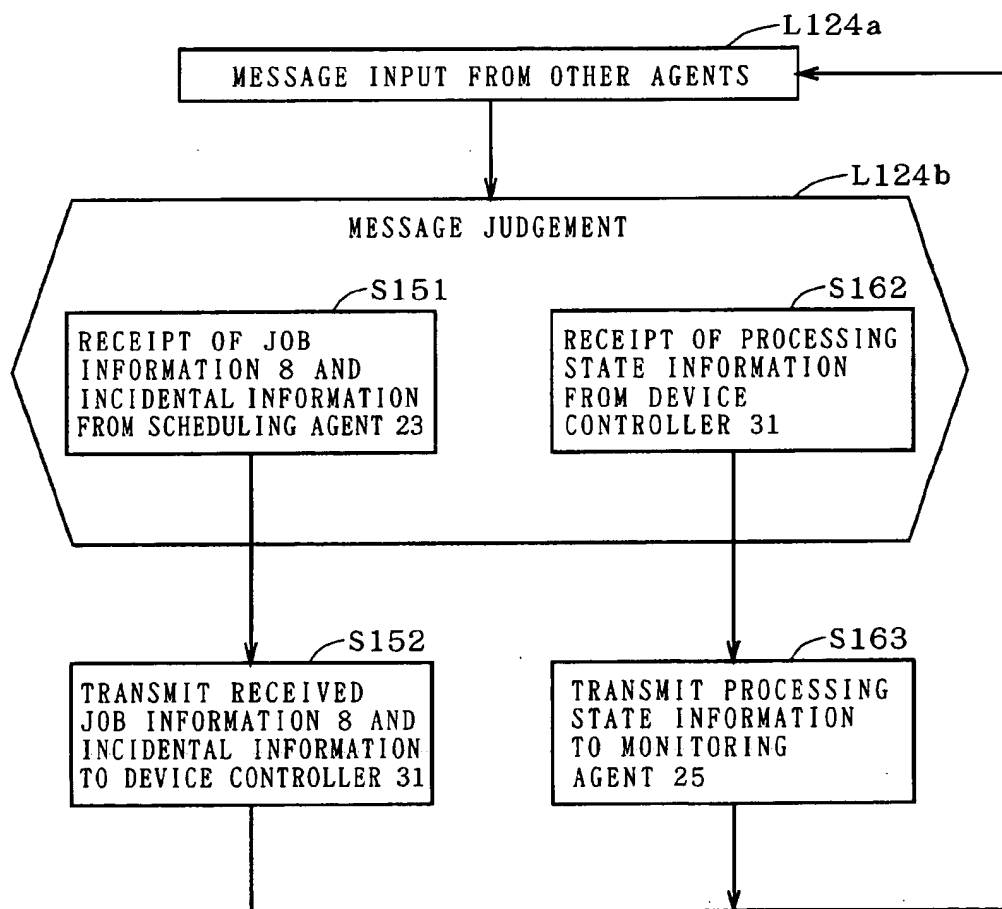 L124a
MESSAGE INPUT FROM OTHER AGENTS
L124b
MESSAGE JUDGEMENT
S151
RECEIPT OF JOB
INFORMATION 8 AND
INCIDENTAL INFORMATION
FROM SCHEDULING AGENT 23
S162
RECEIPT OF PROCESSING
STATE INFORMATION
FROM DEVICE
CONTROLLER 31
S152
TRANSMIT RECEIVED
JOB INFORMATION 8 AND
INCIDENTAL INFORMATION
TO DEVICE CONTROLLER 31
S163
TRANSMIT PROCESSING
STATE INFORMATION
TO MONITORING
AGENT 25